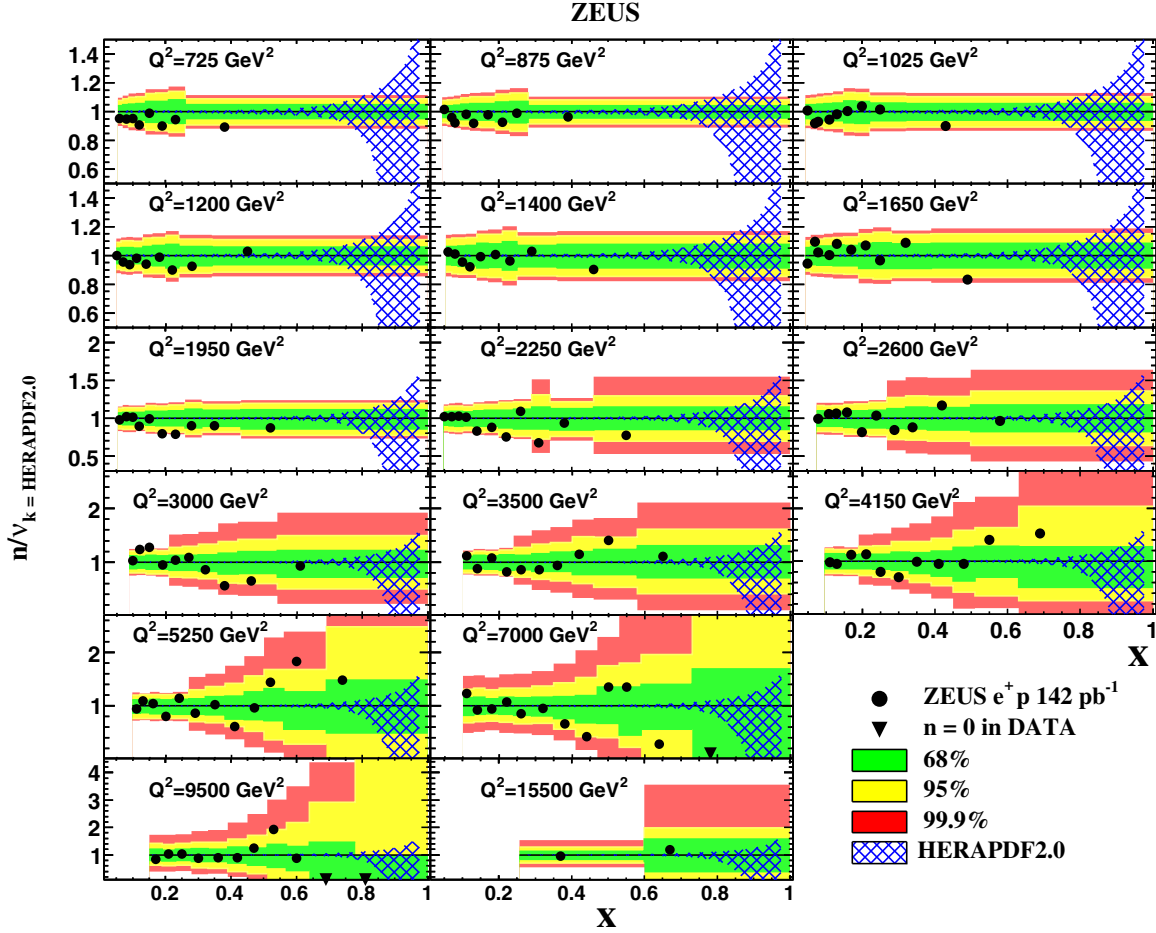 ZEUS
n/νk = HERAPDF2.0
Q²=725 GeV²
Q²=875 GeV²
Q²=1025 GeV²
1.4
1.2
1
0.8
0.6
Q²=1200 GeV²
Q²=1400 GeV²
Q²=1650 GeV²
1.4
1.2
1
0.8
0.6
Q²=1950 GeV²
Q²=2250 GeV²
Q²=2600 GeV²
2
1.5
1
0.5
Q²=3000 GeV²
Q²=3500 GeV²
Q²=4150 GeV²
2
1
0.2 0.4 0.6 0.8 1
x
Q²=5250 GeV²
Q²=7000 GeV²
2
1
Q²=9500 GeV²
Q²=15500 GeV²
4
3
2
1
0.2 0.4 0.6 0.8 1
0.2 0.4 0.6 0.8 1
x
ZEUS e⁺p 142 pb⁻¹
n = 0 in DATA
68%
95%
99.9%
HERAPDF2.0